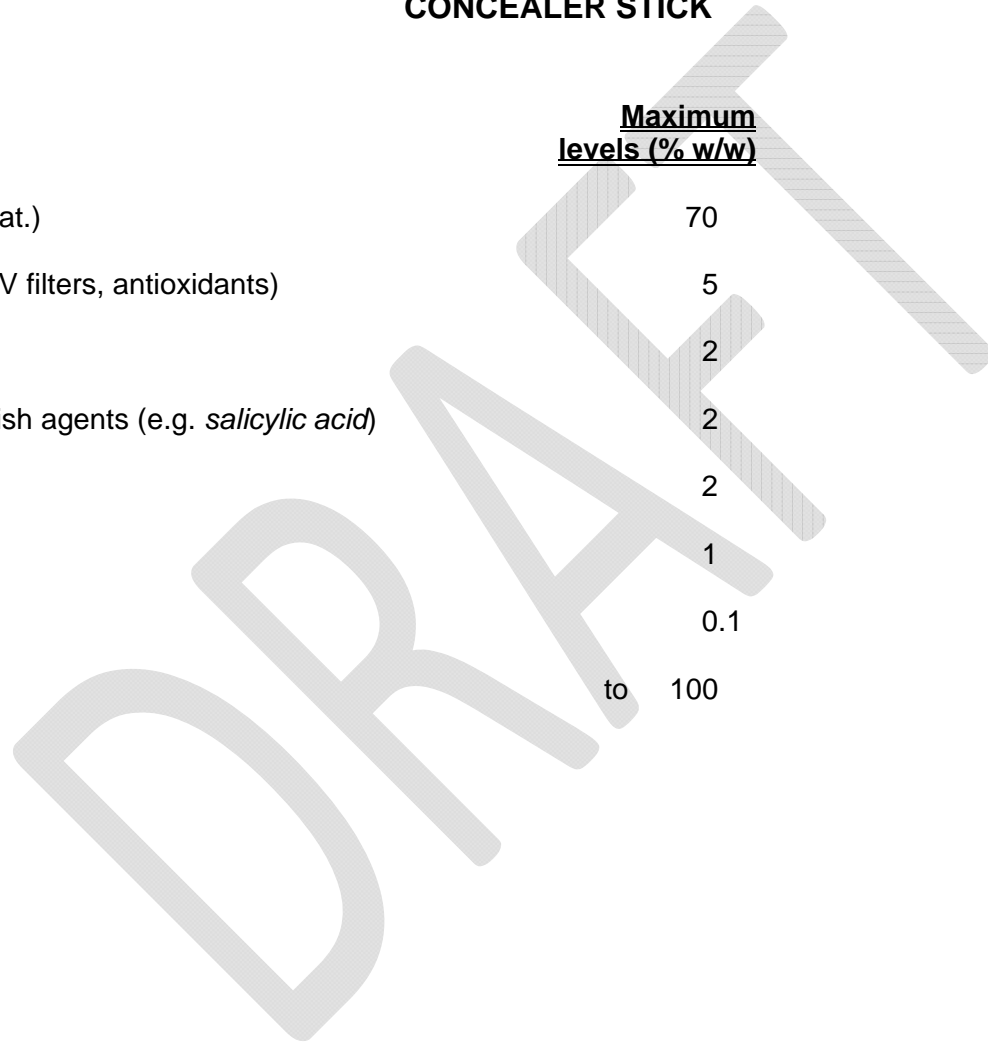 CONCEALER STICK
Maximum
levels (% w/w)
at.) 70
V filters, antioxidants) 5
2
ish agents (e.g. salicylic acid) 2
2
1
0.1
to 100
DRAFT